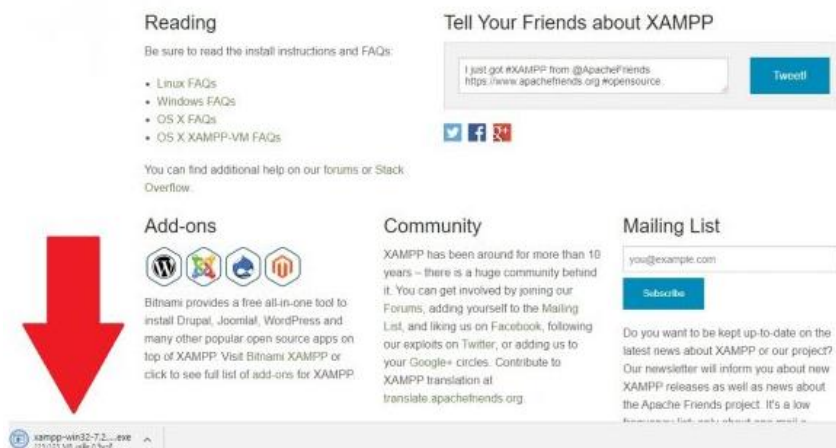 Reading
Be sure to read the install instructions and FAQs:
• Linux FAQs
• Windows FAQs
• OS X FAQs
• OS X XAMPP-VM FAQs
You can find additional help on our forums or Stack
Overflow.
Tell Your Friends about XAMPP
I just got #XAMPP from @ApacheFriends
https://www.apachefriends.org #opensource
Tweet!
Add-ons
Bitnami provides a free all-in-one tool to
install Drupal, Joomla!, WordPress and
many other popular open source apps on
top of XAMPP. Visit Bitnami XAMPP or
click to see full list of add-ons for XAMPP.
Community
XAMPP has been around for more than 10
years – there is a huge community behind
it. You can get involved by joining our
Forums, adding yourself to the Mailing
List, and liking us on Facebook, following
our exploits on Twitter, or adding us to
your Google+ circles. Contribute to
XAMPP translation at
translate.apachefriends.org.
Mailing List
you@example.com
Subscribe
Do you want to be kept up-to-date on the
latest news about XAMPP or our project?
Our newsletter will inform you about new
XAMPP releases as well as news about
the Apache Friends project. It's a low
frequency list: only about one mail a
xampp-win32-7.2....exe